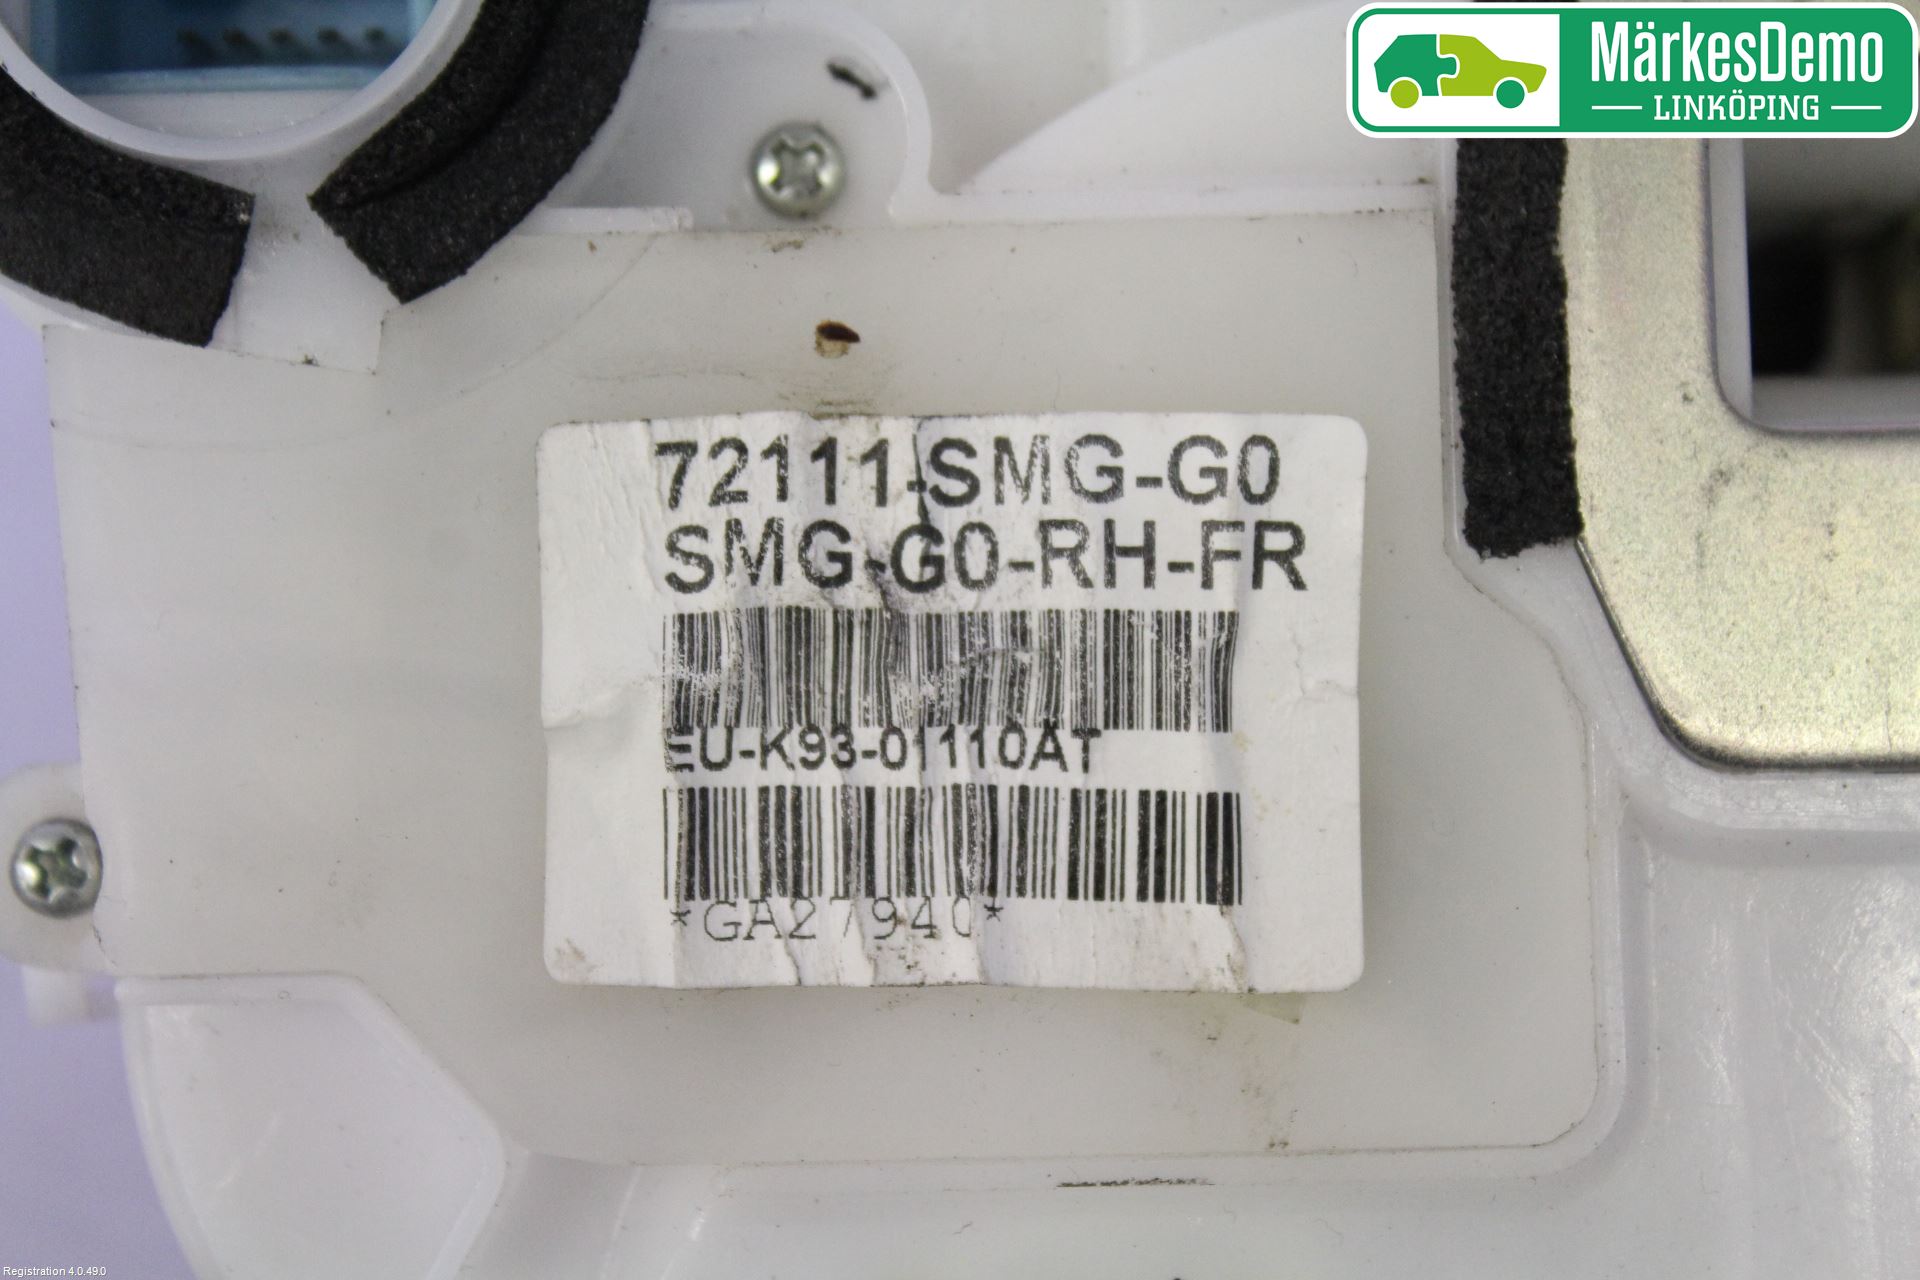 MärkesDemo
LINKÖPING
72111-SMG-G0
SMG-G0-RH-FR
EU-K93-01110AT
*GA27940*
Registration 4.0.49.0